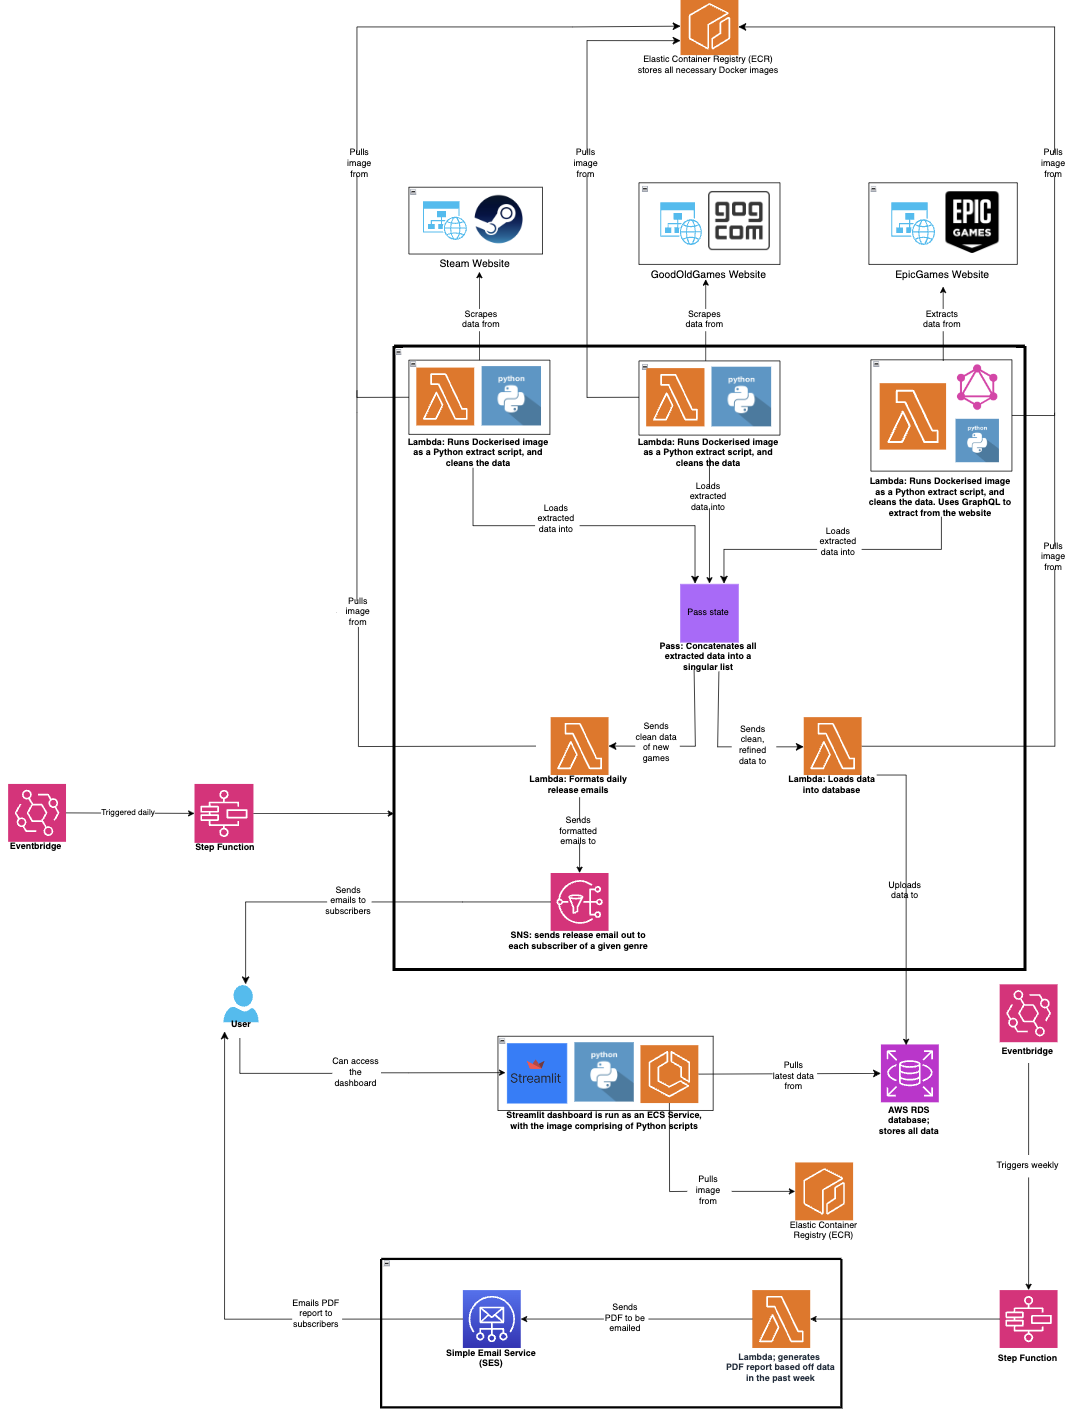 Elastic Container Registry (ECR)
stores all necessary Docker images
Pulls
image
from
Pulls
image
from
Pulls
image
from
gog
com
EPIC
GAMES
Steam Website
GoodOldGames Website
EpicGames Website
Scrapes
data from
Scrapes
data from
Extracts
data from
python
python
python
Lambda: Runs Dockerised image
as a Python extract script, and
cleans the data
Lambda: Runs Dockerised image
as a Python extract script, and
cleans the data
Lambda: Runs Dockerised image
as a Python extract script, and
cleans the data. Uses GraphQL to
extract from the website
Loads
extracted
data into
Loads
extracted
data into
Loads
extracted
data into
Pulls
image
from
Pulls
image
from
Pass state
Pass: Concatenates all
extracted data into a
singular list
Sends
clean data
of new
games
Sends
clean,
refined
data to
Lambda: Formats daily
release emails
Lambda: Loads data
into database
Eventbridge
Triggered daily
Step Function
Sends
formatted
emails to
Sends
emails to
subscribers
Uploads
data to
SNS: sends release email out to
each subscriber of a given genre
User
Eventbridge
Can access
the
dashboard
Streamlit
python
Streamlit dashboard is run as an ECS Service,
with the image comprising of Python scripts
Pulls
latest data
from
AWS RDS
database;
stores all data
Triggers weekly
Pulls
image
from
Elastic Container
Registry (ECR)
Emails PDF
report to
subscribers
Simple Email Service
(SES)
Sends
PDF to be
emailed
Lambda; generates
PDF report based off data
in the past week
Step Function